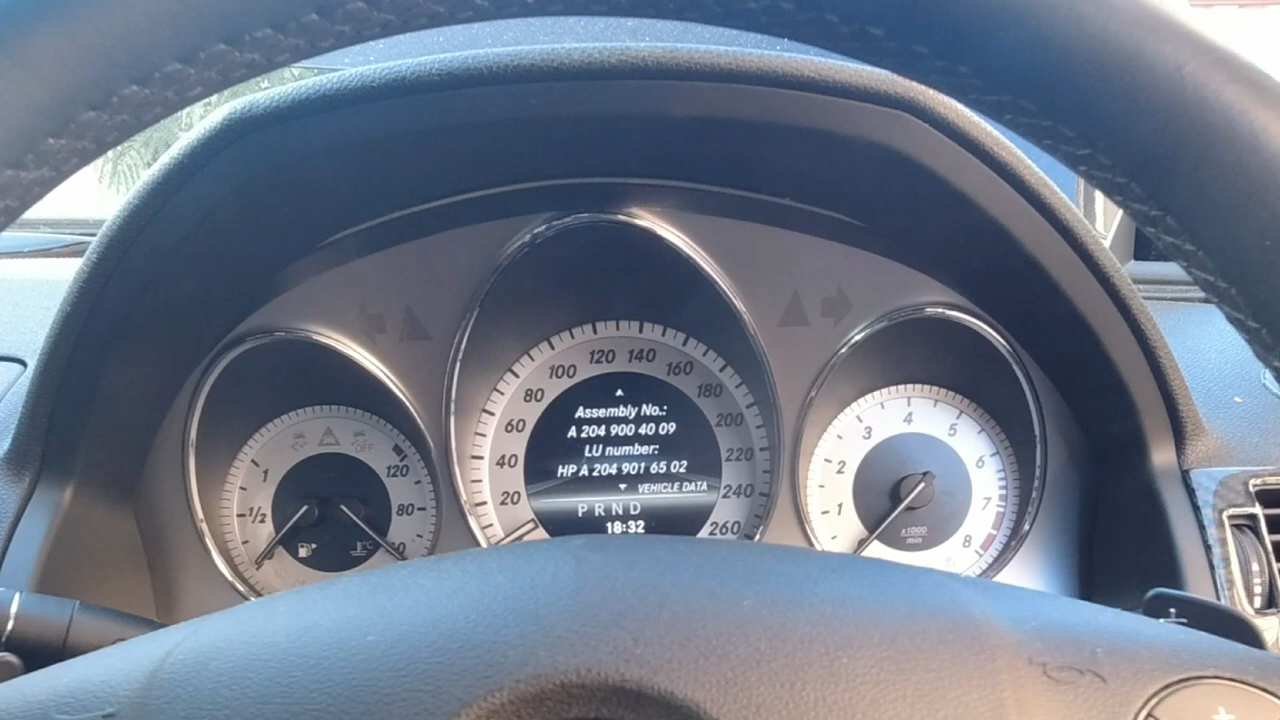 Assembly No.:
A 204 900 40 09
LU number:
HP A 204 901 65 02
VEHICLE DATA
P R N D
18:32
20 40 60 80 100 120 140 160 180 200 220 240 260
1/2 1
OFF
80 120
1 2 3 4 5 6 7 8
x1000
min